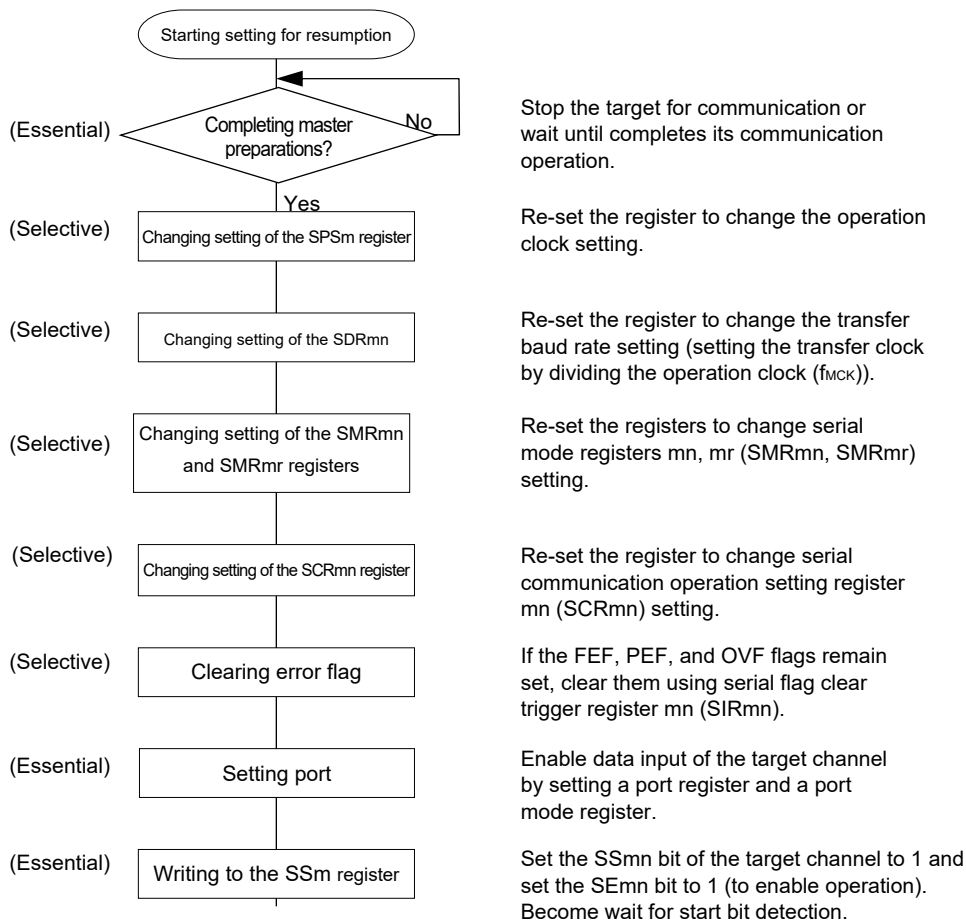 Starting setting for resumption
(Essential)
Completing master
preparations?
No
Stop the target for communication or
wait until completes its communication
operation.
Yes
(Selective)
Changing setting of the SPSm register
Re-set the register to change the operation
clock setting.
(Selective)
Changing setting of the SDRmn
Re-set the register to change the transfer
baud rate setting (setting the transfer clock
by dividing the operation clock (fMCK)).
(Selective)
Changing setting of the SMRmn
and SMRmr registers
Re-set the registers to change serial
mode registers mn, mr (SMRmn, SMRmr)
setting.
(Selective)
Changing setting of the SCRmn register
Re-set the register to change serial
communication operation setting register
mn (SCRmn) setting.
(Selective)
Clearing error flag
If the FEF, PEF, and OVF flags remain
set, clear them using serial flag clear
trigger register mn (SIRmn).
(Essential)
Setting port
Enable data input of the target channel
by setting a port register and a port
mode register.
(Essential)
Writing to the SSm register
Set the SSmn bit of the target channel to 1 and
set the SEmn bit to 1 (to enable operation).
Become wait for start bit detection.